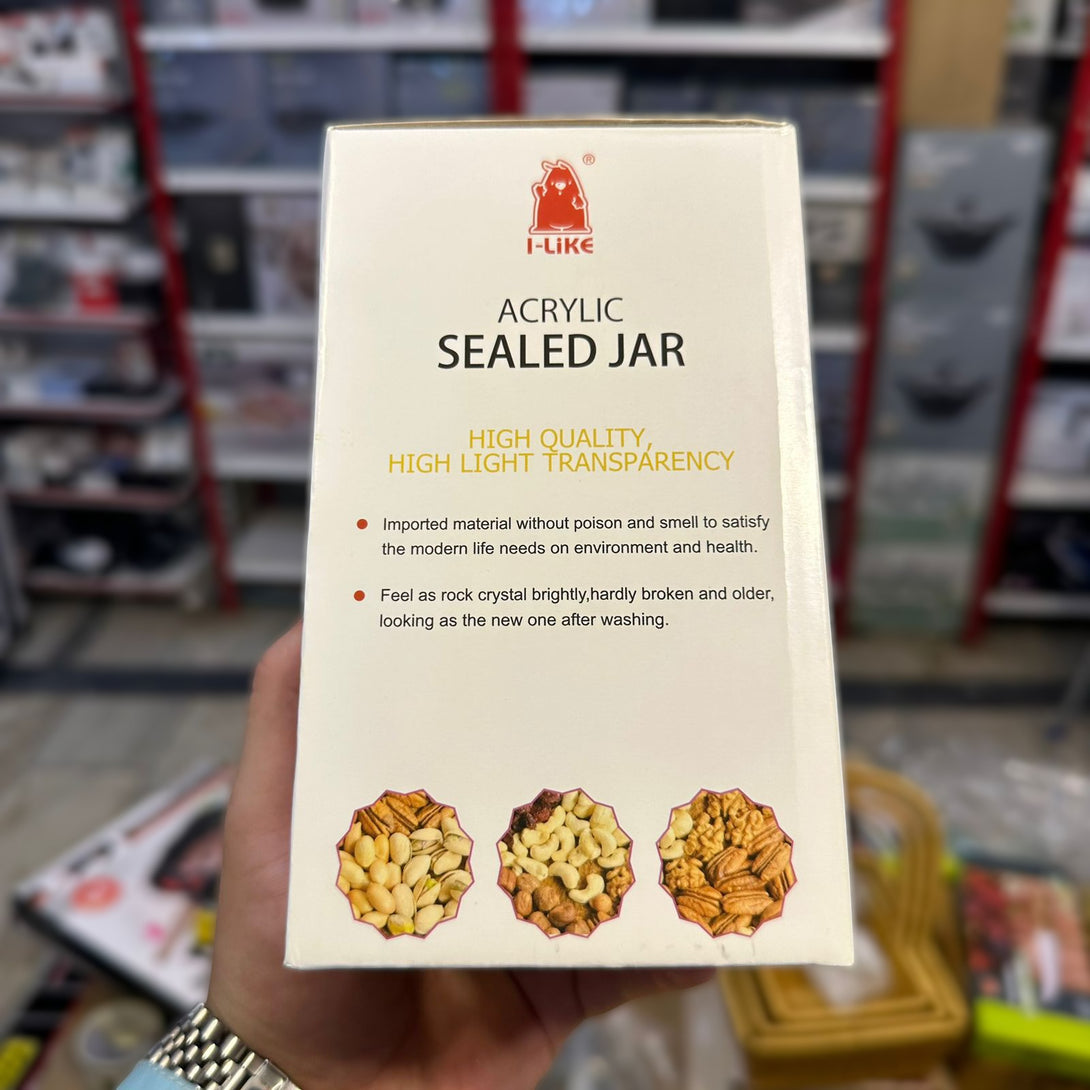 ®
I-LiKE
ACRYLIC
SEALED JAR
HIGH QUALITY,
HIGH LIGHT TRANSPARENCY
Imported material without poison and smell to satisfy
the modern life needs on environment and health.
Feel as rock crystal brightly,hardly broken and older,
looking as the new one after washing.